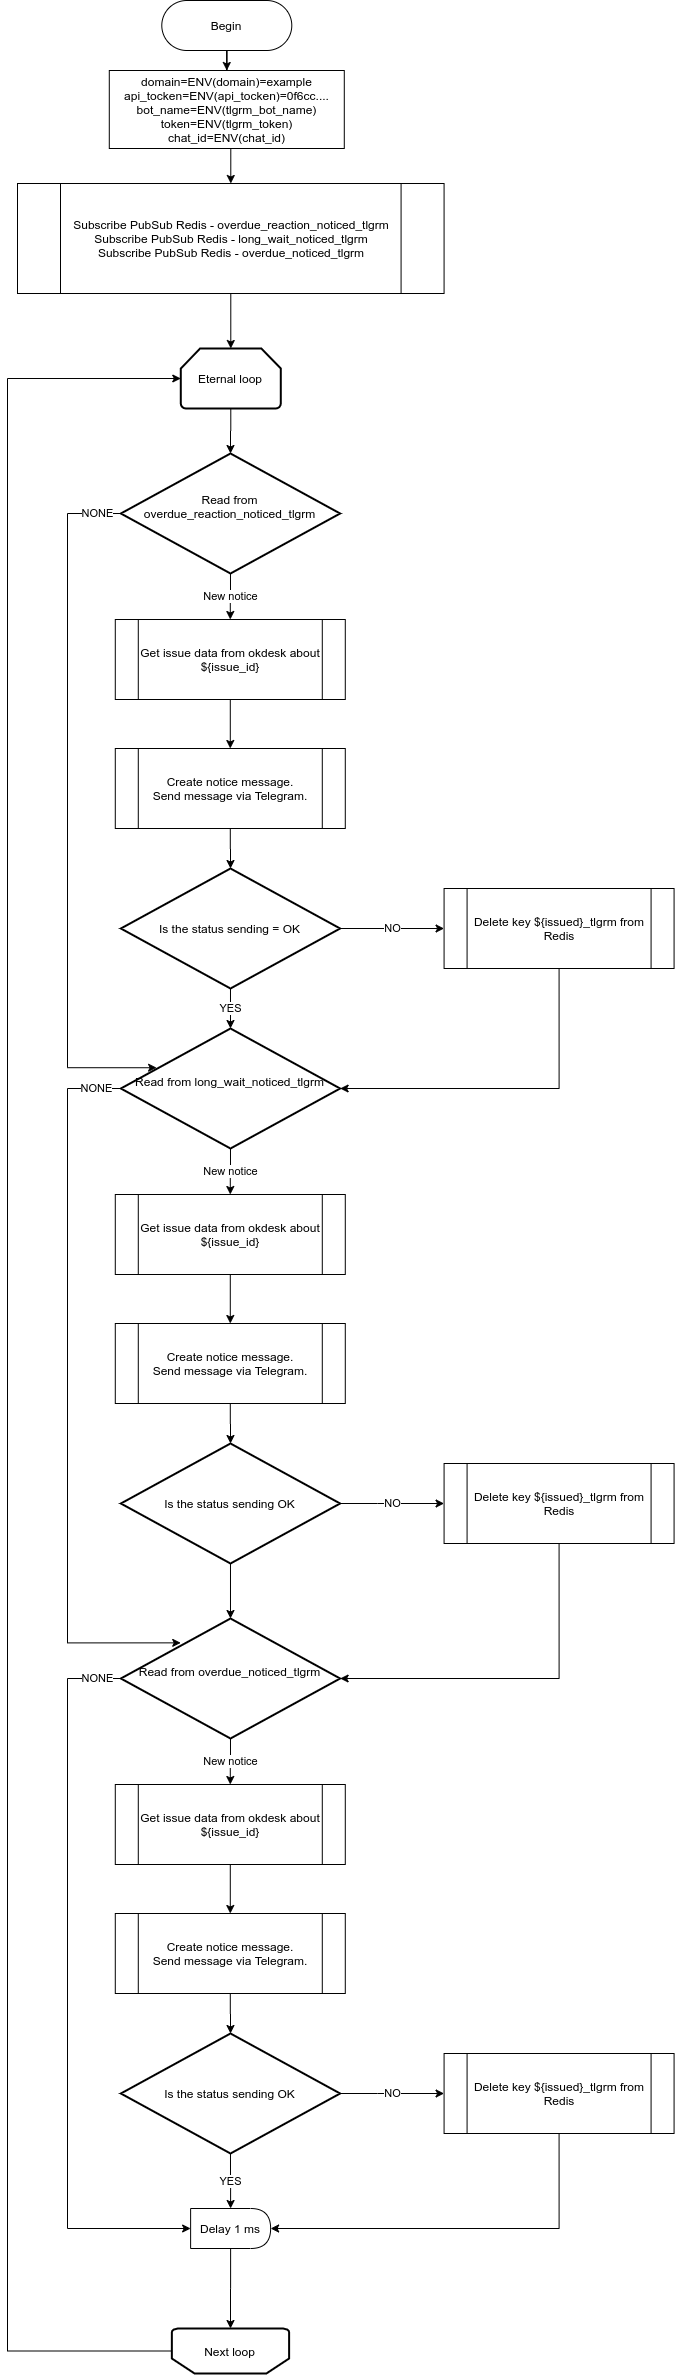 Begin
domain=ENV(domain)=example
api_tocken=ENV(api_tocken)=0f6cc....
bot_name=ENV(tlgrm_bot_name)
token=ENV(tlgrm_token)
chat_id=ENV(chat_id)
Subscribe PubSub Redis - overdue_reaction_noticed_tlgrm
Subscribe PubSub Redis - long_wait_noticed_tlgrm
Subscribe PubSub Redis - overdue_noticed_tlgrm
Eternal loop
Read from
overdue_reaction_noticed_tlgrm
NONE
New notice
Get issue data from okdesk about
${issue_id}
Create notice message.
Send message via Telegram.
Is the status sending = OK
NO
Delete key ${issued}_tlgrm from
Redis
YES
Read from long_wait_noticed_tlgrm
NONE
New notice
Get issue data from okdesk about
${issue_id}
Create notice message.
Send message via Telegram.
Is the status sending OK
NO
Delete key ${issued}_tlgrm from
Redis
Read from overdue_noticed_tlgrm
NONE
New notice
Get issue data from okdesk about
${issue_id}
Create notice message.
Send message via Telegram.
Is the status sending OK
NO
Delete key ${issued}_tlgrm from
Redis
YES
Delay 1 ms
Next loop